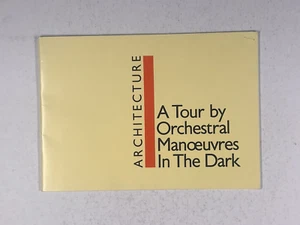 ARCHITECTURE
A Tour by
Orchestral
Manœuvres
In The Dark